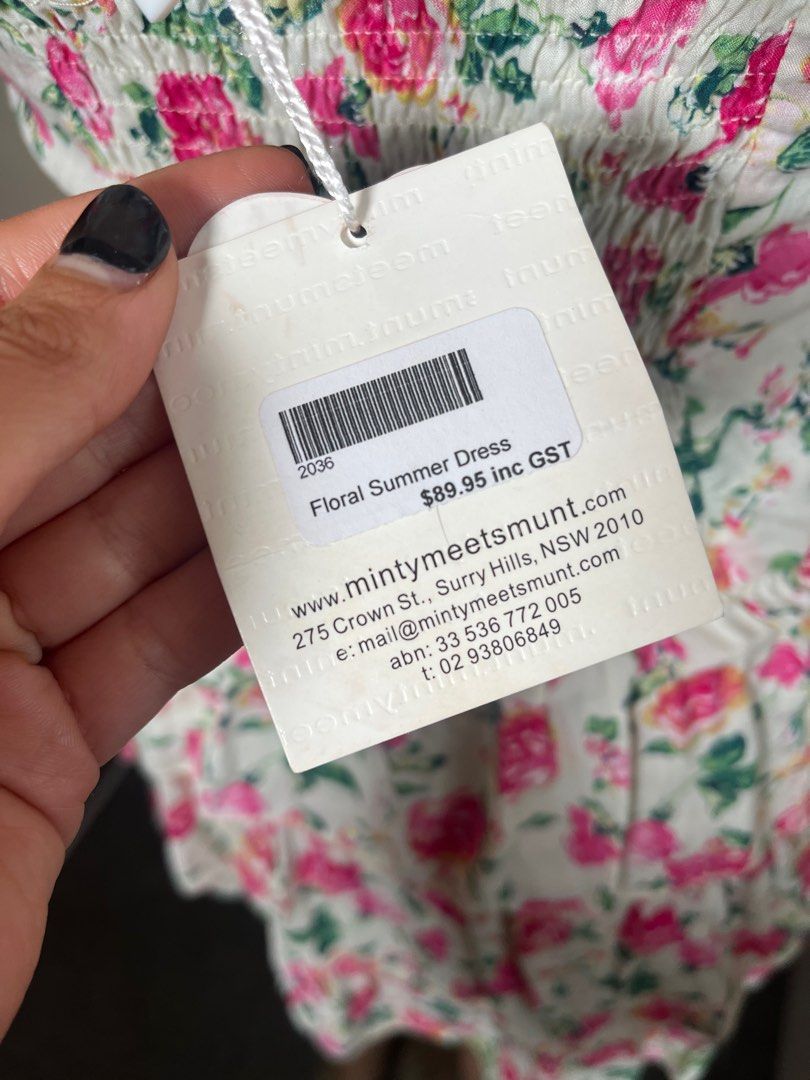 2036
Floral Summer Dress
$89.95 inc GST
www.mintymeetsmunt.com
275 Crown St., Surry Hills, NSW 2010
e: mail@mintymeetsmunt.com
abn: 33 536 772 005
t: 02 93806849